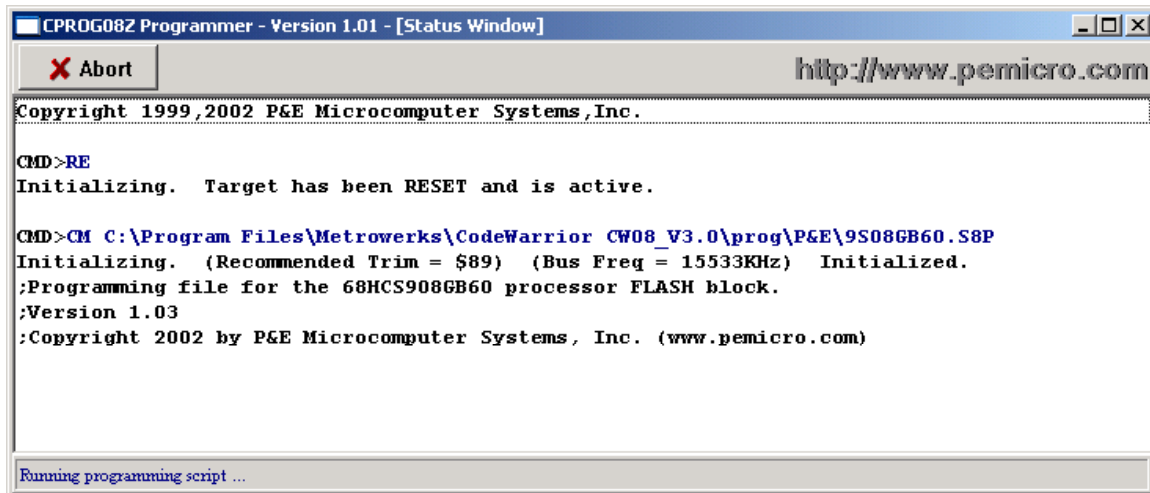 CPROG08Z Programmer - Version 1.01 - [Status Window]
Abort
http://www.pemicro.com
Copyright 1999,2002 P&E Microcomputer Systems,Inc.
CMD>RE
Initializing.  Target has been RESET and is active.
CMD>CM C:\Program Files\Metrowerks\CodeWarrior CW08_V3.0\prog\P&E\9S08GB60.S8P
Initializing.  (Recommended Trim = $89)  (Bus Freq = 15533KHz)  Initialized.
;Programming file for the 68HCS908GB60 processor FLASH block.
;Version 1.03
;Copyright 2002 by P&E Microcomputer Systems, Inc. (www.pemicro.com)
Running programming script ...